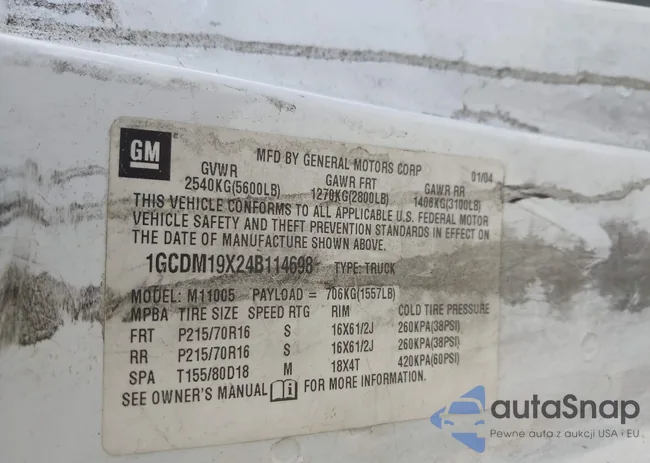 GM
MFD BY GENERAL MOTORS CORP 01/04
GVWR GAWR FRT GAWR RR
2540KG(5600LB) 1270KG(2800LB) 1406KG(3100LB)
THIS VEHICLE CONFORMS TO ALL APPLICABLE U.S. FEDERAL MOTOR
VEHICLE SAFETY AND THEFT PREVENTION STANDARDS IN EFFECT ON
THE DATE OF MANUFACTURE SHOWN ABOVE.
1GCDM19X24B114698 TYPE: TRUCK
MODEL: M11005 PAYLOAD = 706KG(1557LB)
MPBA TIRE SIZE SPEED RTG RIM COLD TIRE PRESSURE
FRT P215/70R16 S 16X61/2J 260KPA(38PSI)
RR P215/70R16 S 16X61/2J 260KPA(38PSI)
SPA T155/80D18 M 18X4T 420KPA(60PSI)
SEE OWNER'S MANUAL FOR MORE INFORMATION.
autaSnap
Pewne auta z aukcji USA i EU